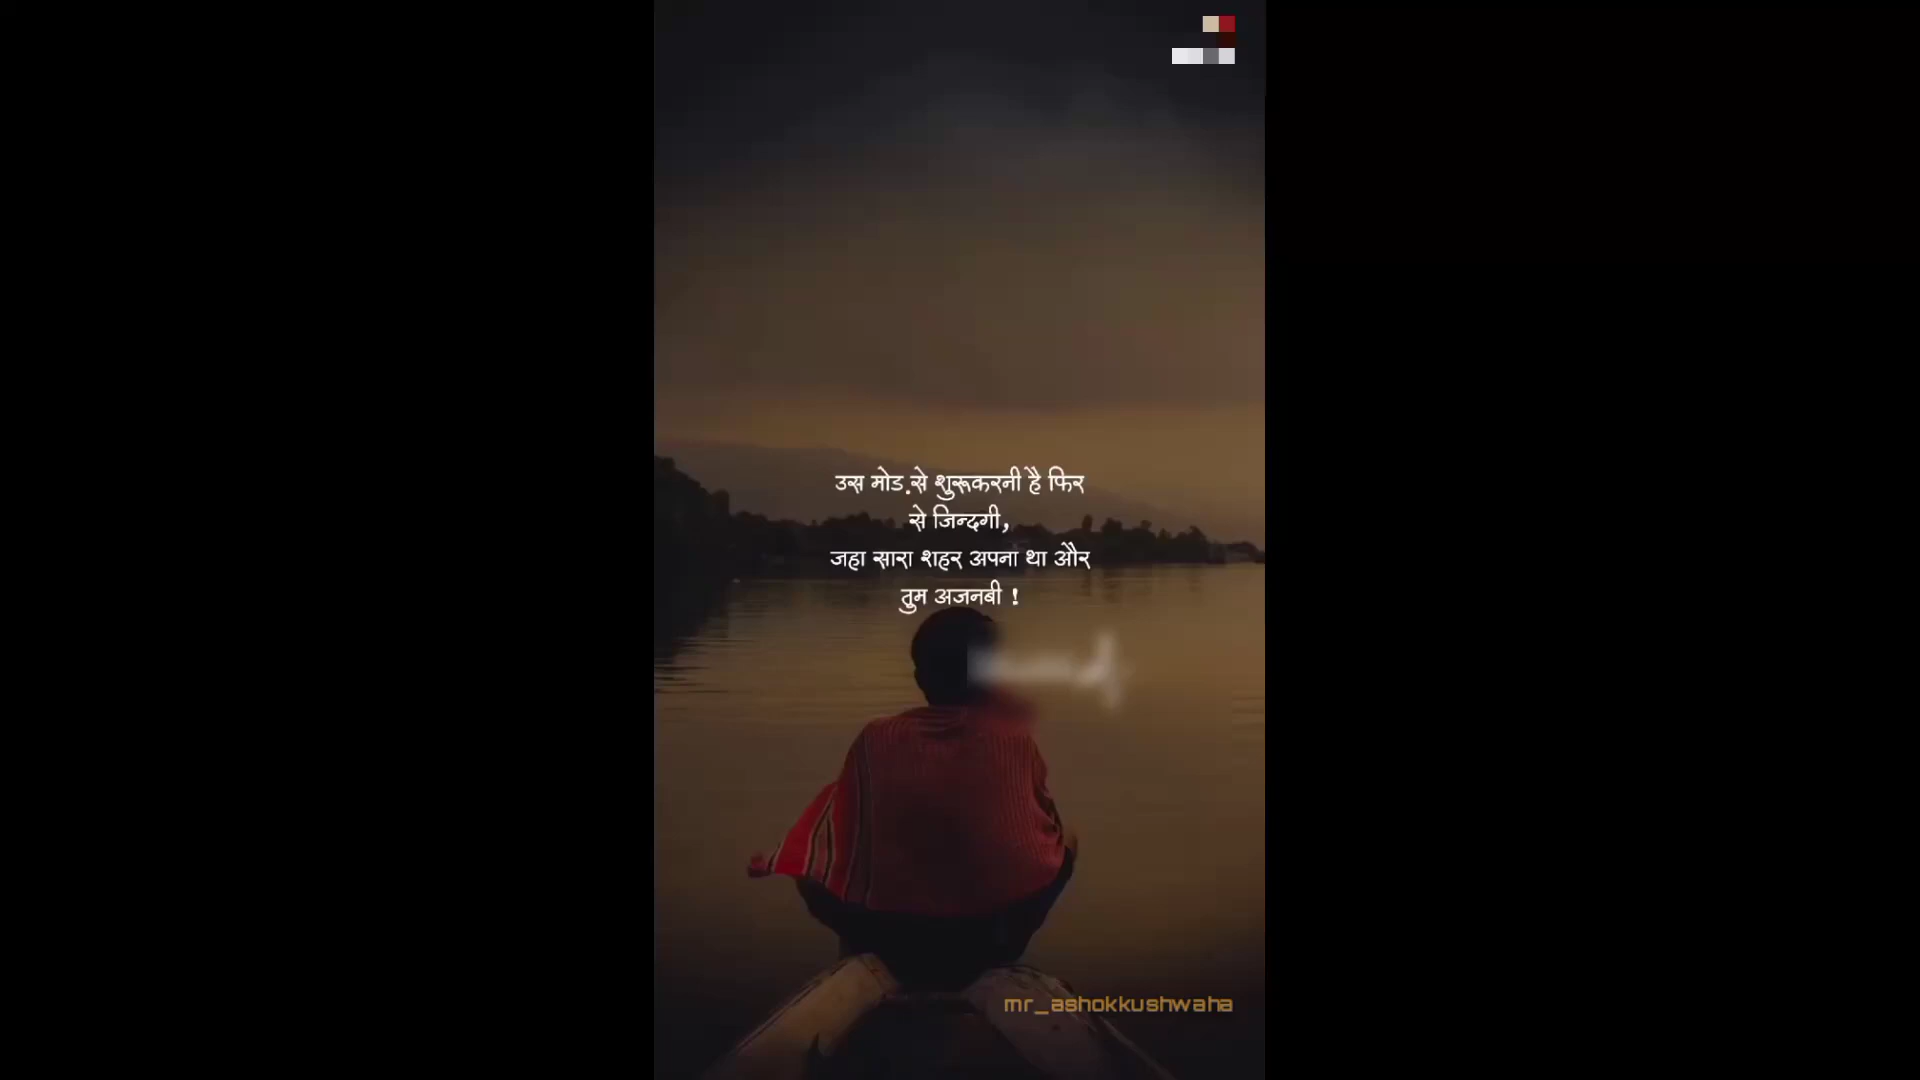 उस मोड.से शुरूकरनी है फिर
से जिन्दगी,
जहा सारा शहर अपना था और
तुम अजनबी !
mr_ashokkushwaha